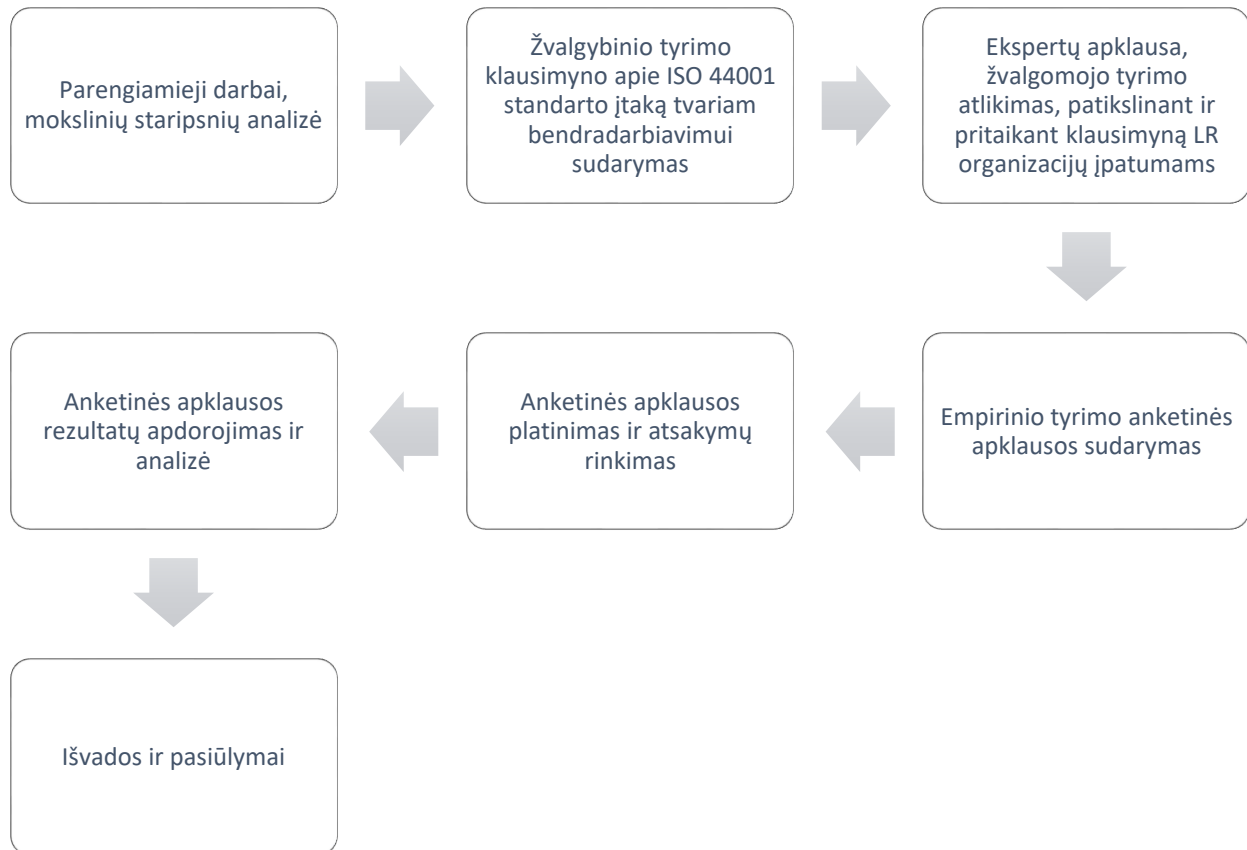 Parengiamieji darbai,
mokslinių staripsnių analizė
Žvalgybinio tyrimo
klausimyno apie ISO 44001
standarto įtaką tvariam
bendradarbiavimui
sudarymas
Ekspertų apklausa,
žvalgomojo tyrimo
atlikimas, patikslinant ir
pritaikant klausimyną LR
organizacijų įpatumams
Empirinio tyrimo anketinės
apklausos sudarymas
Anketinės apklausos
platinimas ir atsakymų
rinkimas
Anketinės apklausos
rezultatų apdorojimas ir
analizė
Išvados ir pasiūlymai